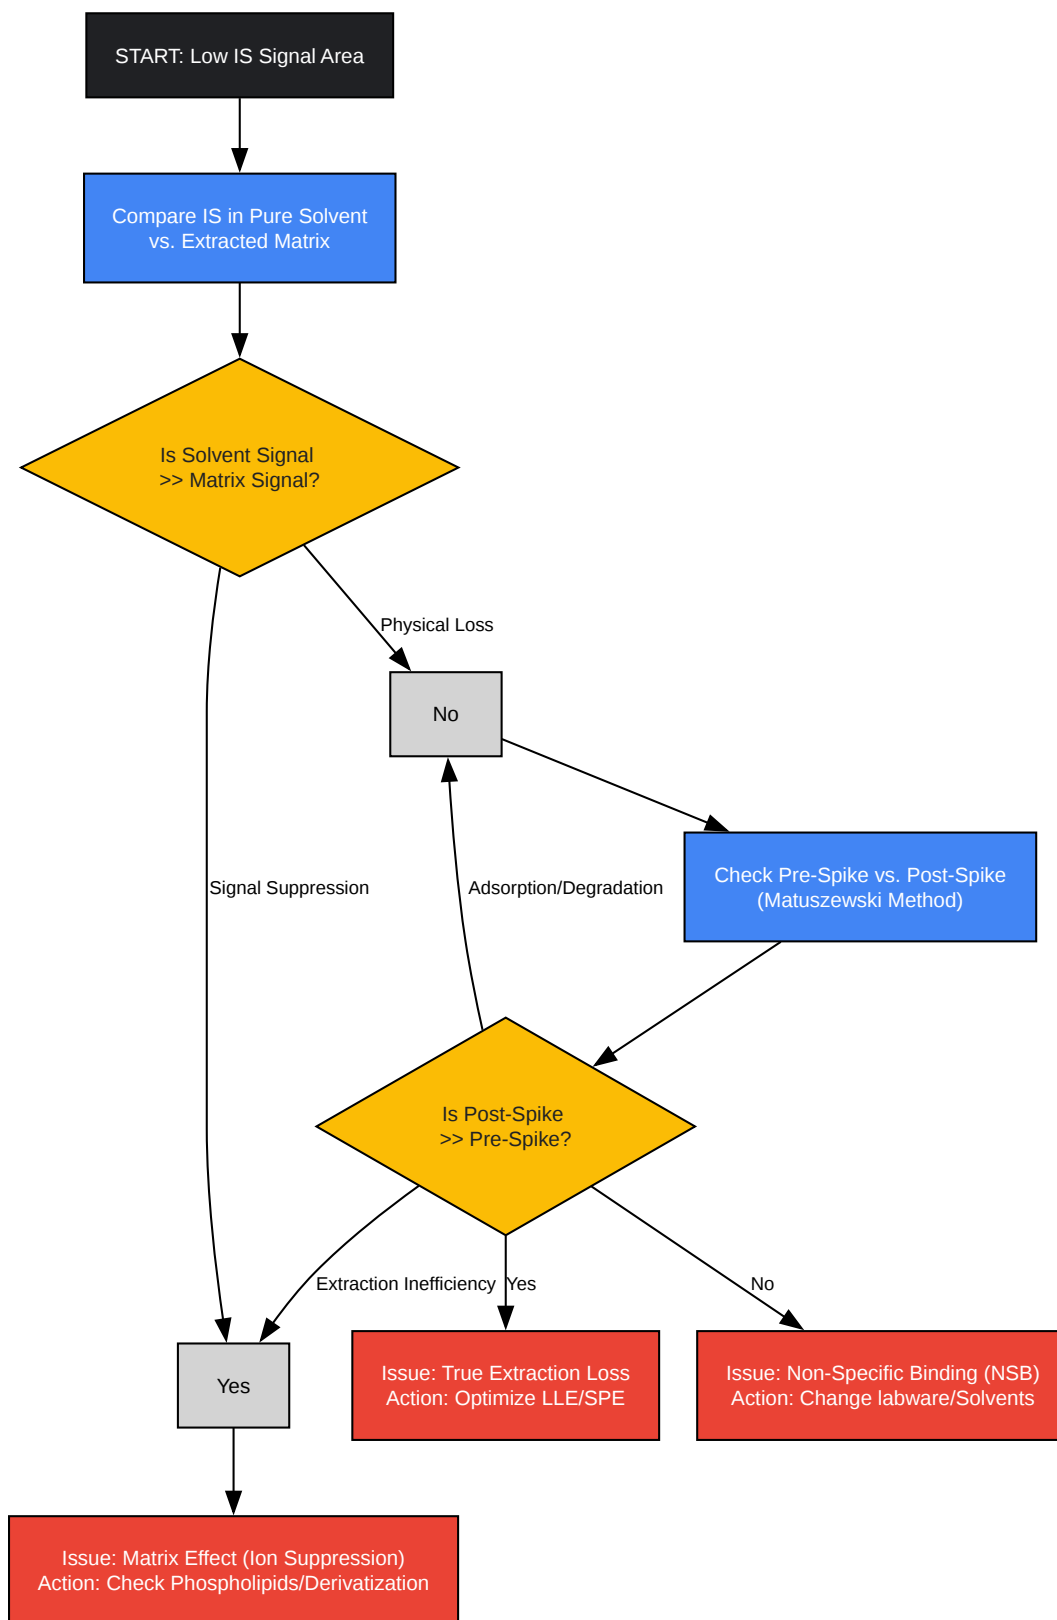 START: Low IS Signal Area
Compare IS in Pure Solvent
vs. Extracted Matrix
Is Solvent Signal
>> Matrix Signal?
Physical Loss
No
Signal Suppression
Adsorption/Degradation
Check Pre-Spike vs. Post-Spike
(Matuszewski Method)
Is Post-Spike
>> Pre-Spike?
Extraction Inefficiency
Yes
No
Yes
Issue: True Extraction Loss
Action: Optimize LLE/SPE
Issue: Non-Specific Binding (NSB)
Action: Change labware/Solvents
Issue: Matrix Effect (Ion Suppression)
Action: Check Phospholipids/Derivatization